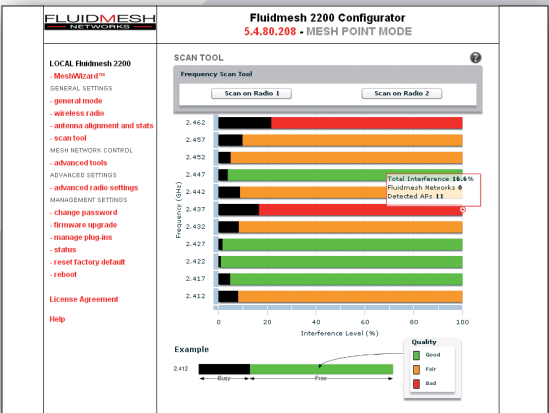 FLUIDMESH
NETWORKS
Fluidmesh 2200 Configurator
5.4.80.208 - MESH POINT MODE
LOCAL Fluidmesh 2200
- MeshWizard™
GENERAL SETTINGS
- general mode
- wireless radio
- antenna alignment and stats
- scan tool
MESH NETWORK CONTROL
- advanced tools
ADVANCED SETTINGS
- advanced radio settings
MANAGEMENT SETTINGS
- change password
- firmware upgrade
- manage plug-ins
- status
- reset factory default
- reboot
License Agreement
Help
SCAN TOOL
?
Frequency Scan Tool
Scan on Radio 1
Scan on Radio 2
Frequency (GHz)
2.462
2.457
2.452
2.447
2.442
2.437
2.432
2.427
2.422
2.417
2.412
Total Interference 16.6%
Fluidmesh Networks 0
Detected APs 11
0 20 40 60 80 100
Interference Level (%)
Example
2.412
Busy
Free
Quality
Good
Fair
Bad